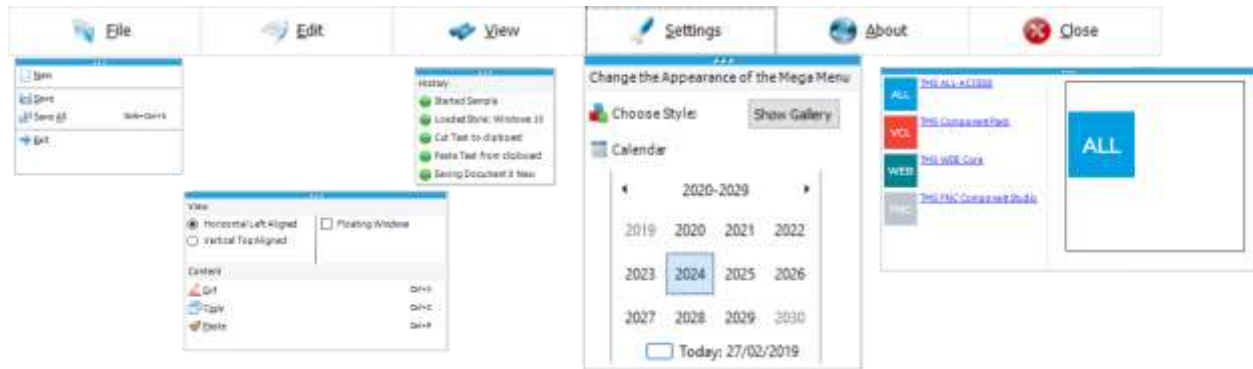 File Edit View Settings About Close
New
Save
Save All
Exit
View
Horizontal Left Aligned Floating Window
Vertical Top Aligned
Content
Cut
Copy
Paste
History
Started Sample
Loaded Style: Windows 10
Cut Text to clipboard
Paste Text from clipboard
Saving Document 0 New
Change the Appearance of the Mega Menu
Choose Style: Show Gallery
Calendar
2020-2029
2019 2020 2021 2022
2023 2024 2025 2026
2027 2028 2029 2030
Today: 27/02/2019
ALL TMS ALL-ACCESS
VCL TMS Component Pack
WEB TMS WEB Core
FNC TMS FNC Component Studio
ALL